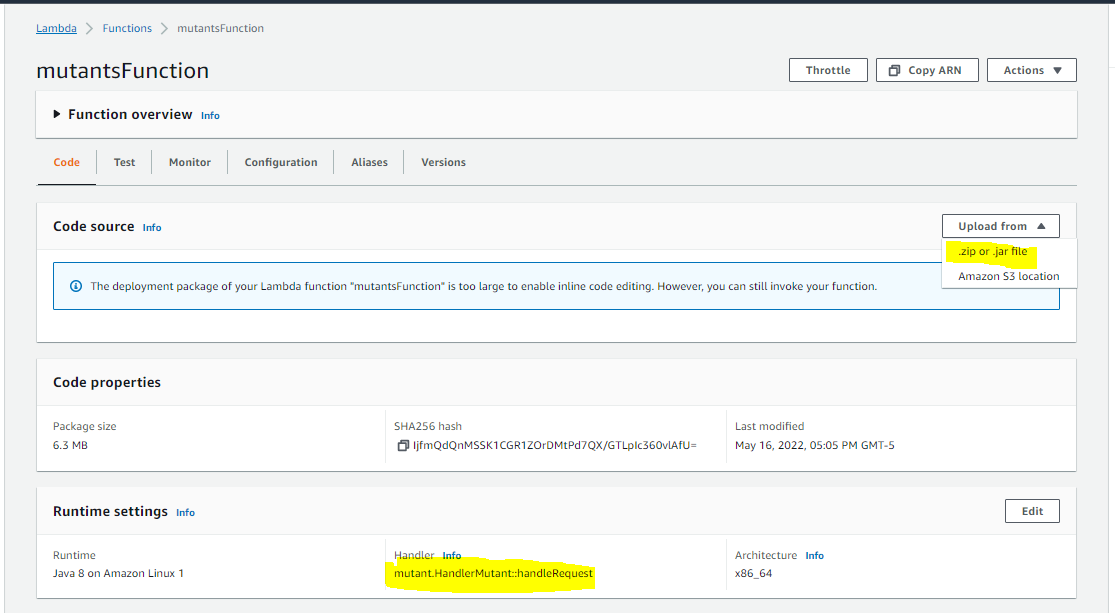 Lambda > Functions > mutantsFunction
mutantsFunction
Throttle
Copy ARN
Actions
Function overview Info
Code
Test
Monitor
Configuration
Aliases
Versions
Code source Info
Upload from
.zip or .jar file
Amazon S3 location
The deployment package of your Lambda function "mutantsFunction" is too large to enable inline code editing. However, you can still invoke your function.
Code properties
Package size
6.3 MB
SHA256 hash
IjfmQdQnMSSK1CGR1ZOrDMtPd7QX/GTLpIc360vlAfU=
Last modified
May 16, 2022, 05:05 PM GMT-5
Runtime settings Info
Edit
Runtime
Java 8 on Amazon Linux 1
Handler Info
mutant.HandlerMutant::handleRequest
Architecture Info
x86_64